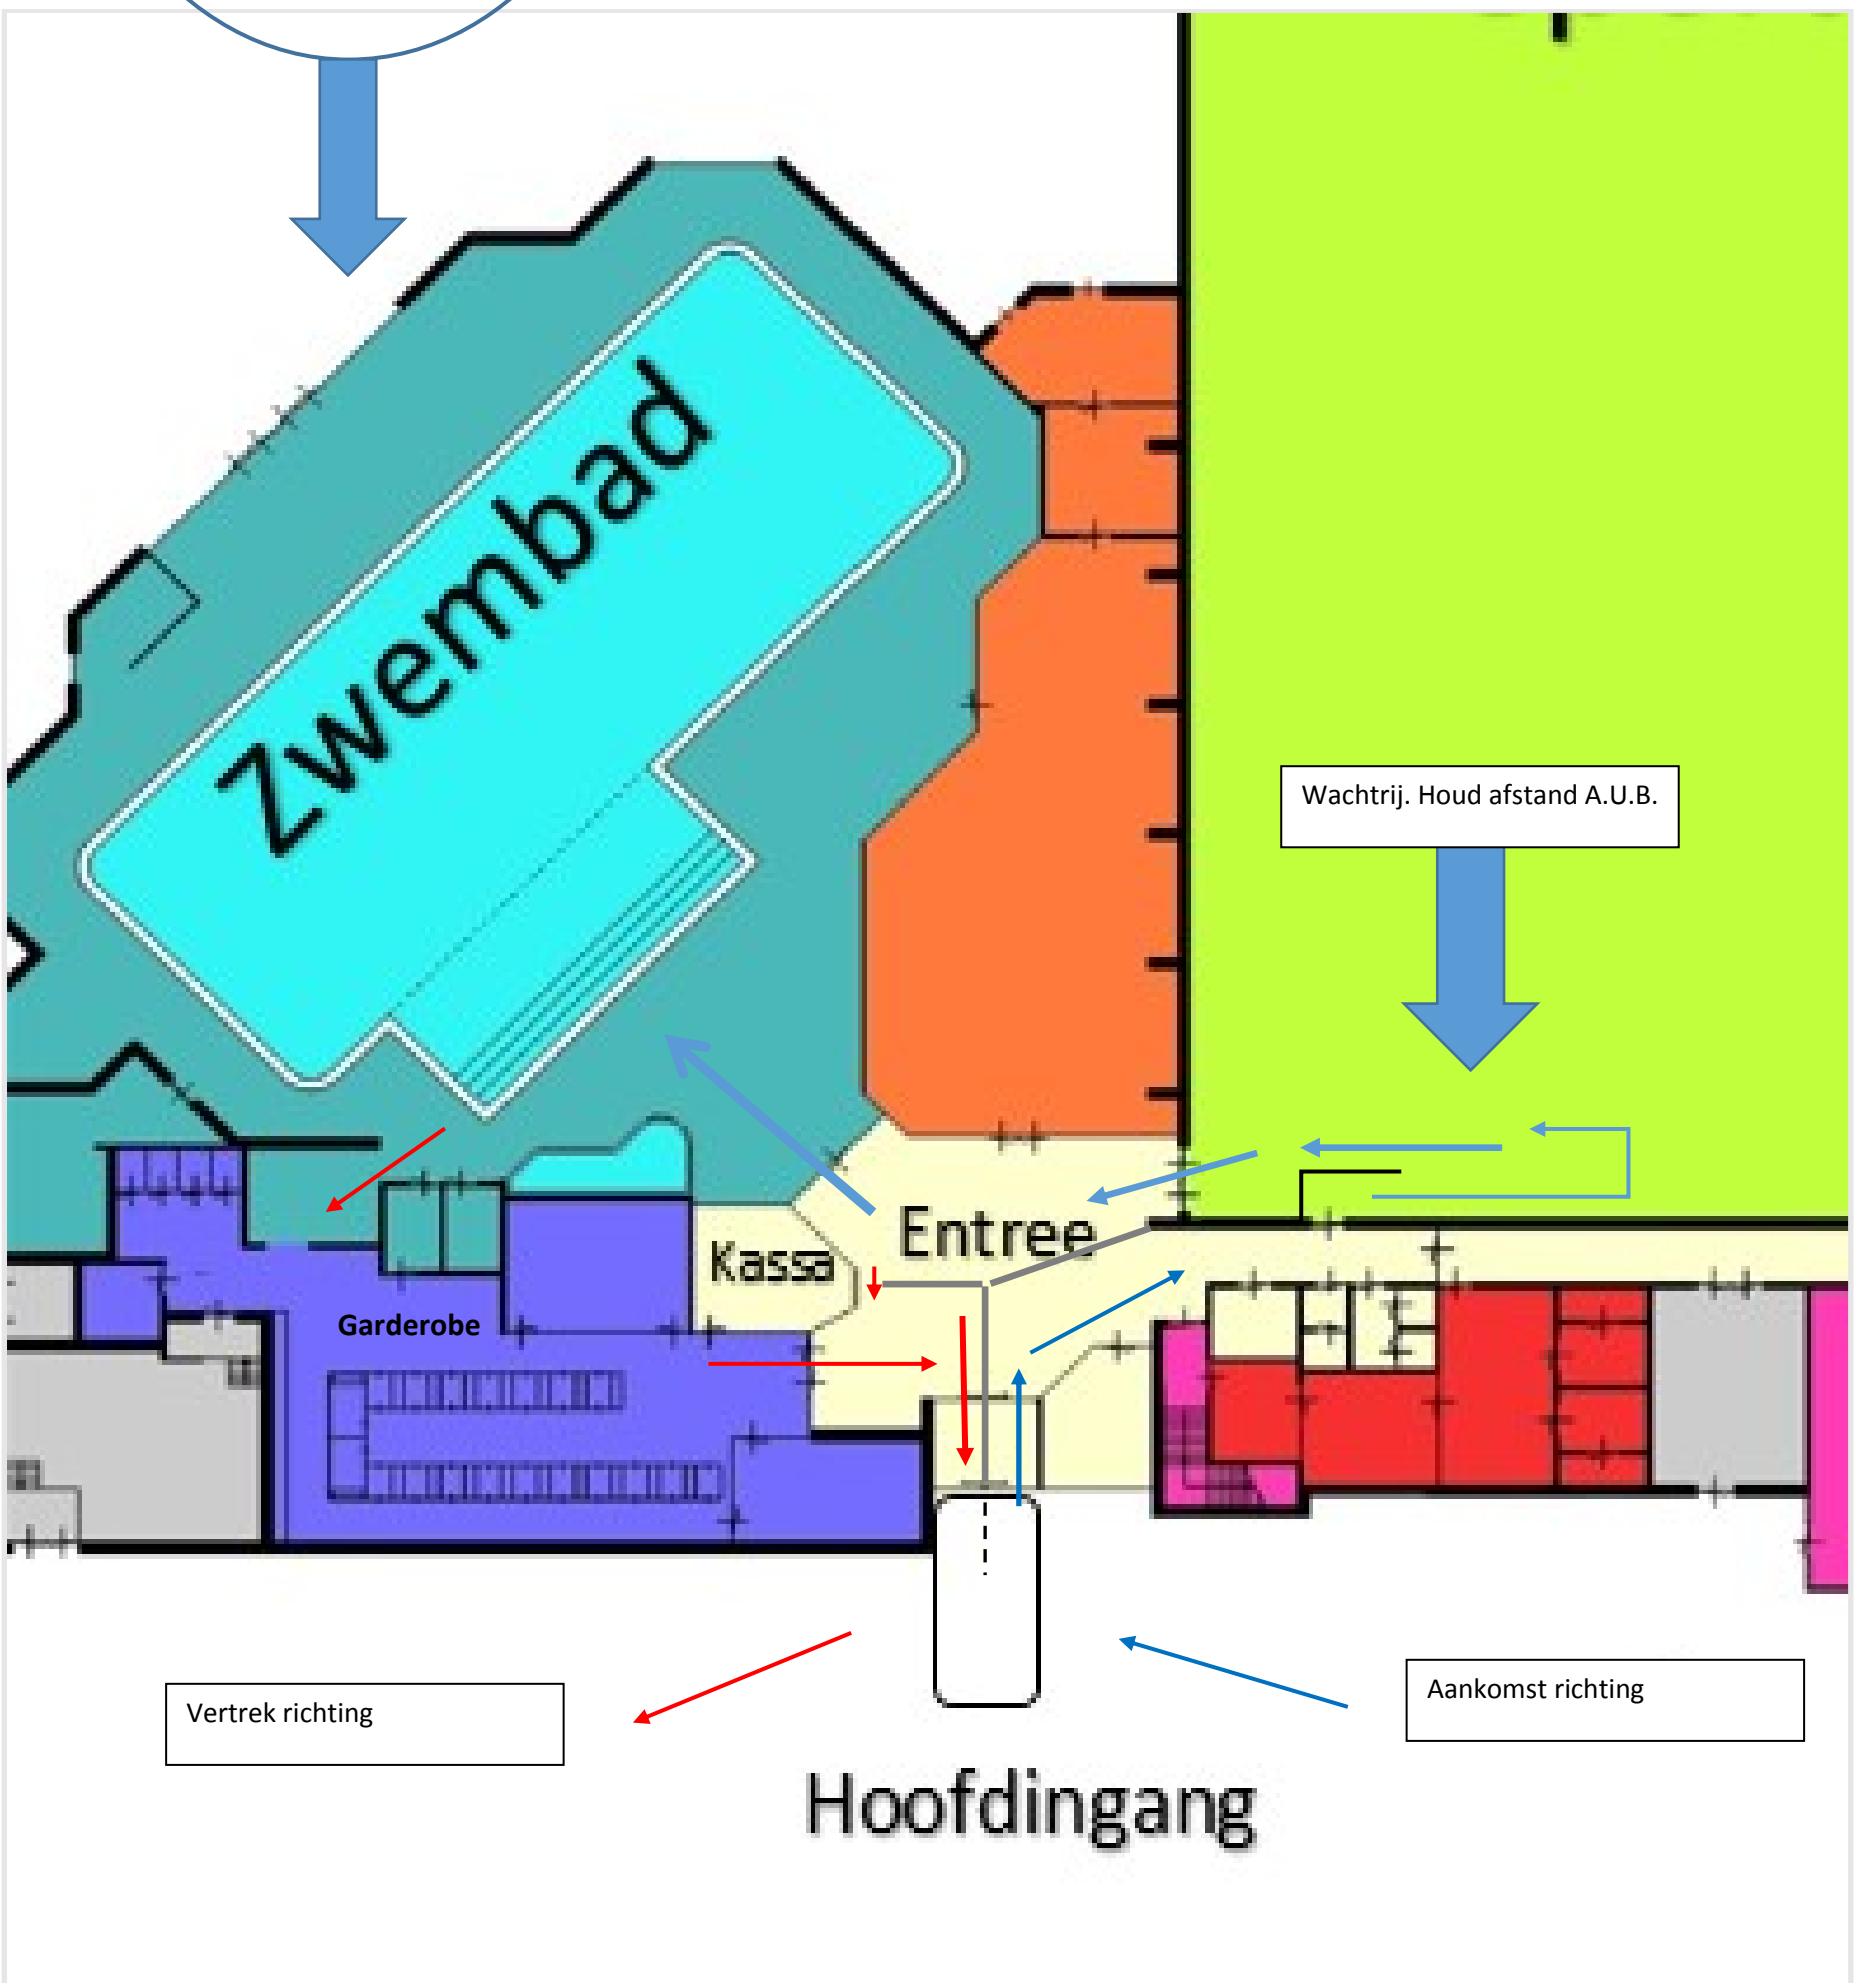 Zwembad
Wachtrij. Houd afstand A.U.B.
Entree
Kassa
Garderobe
Vertrek richting
Aankomst richting
Hoofdingang